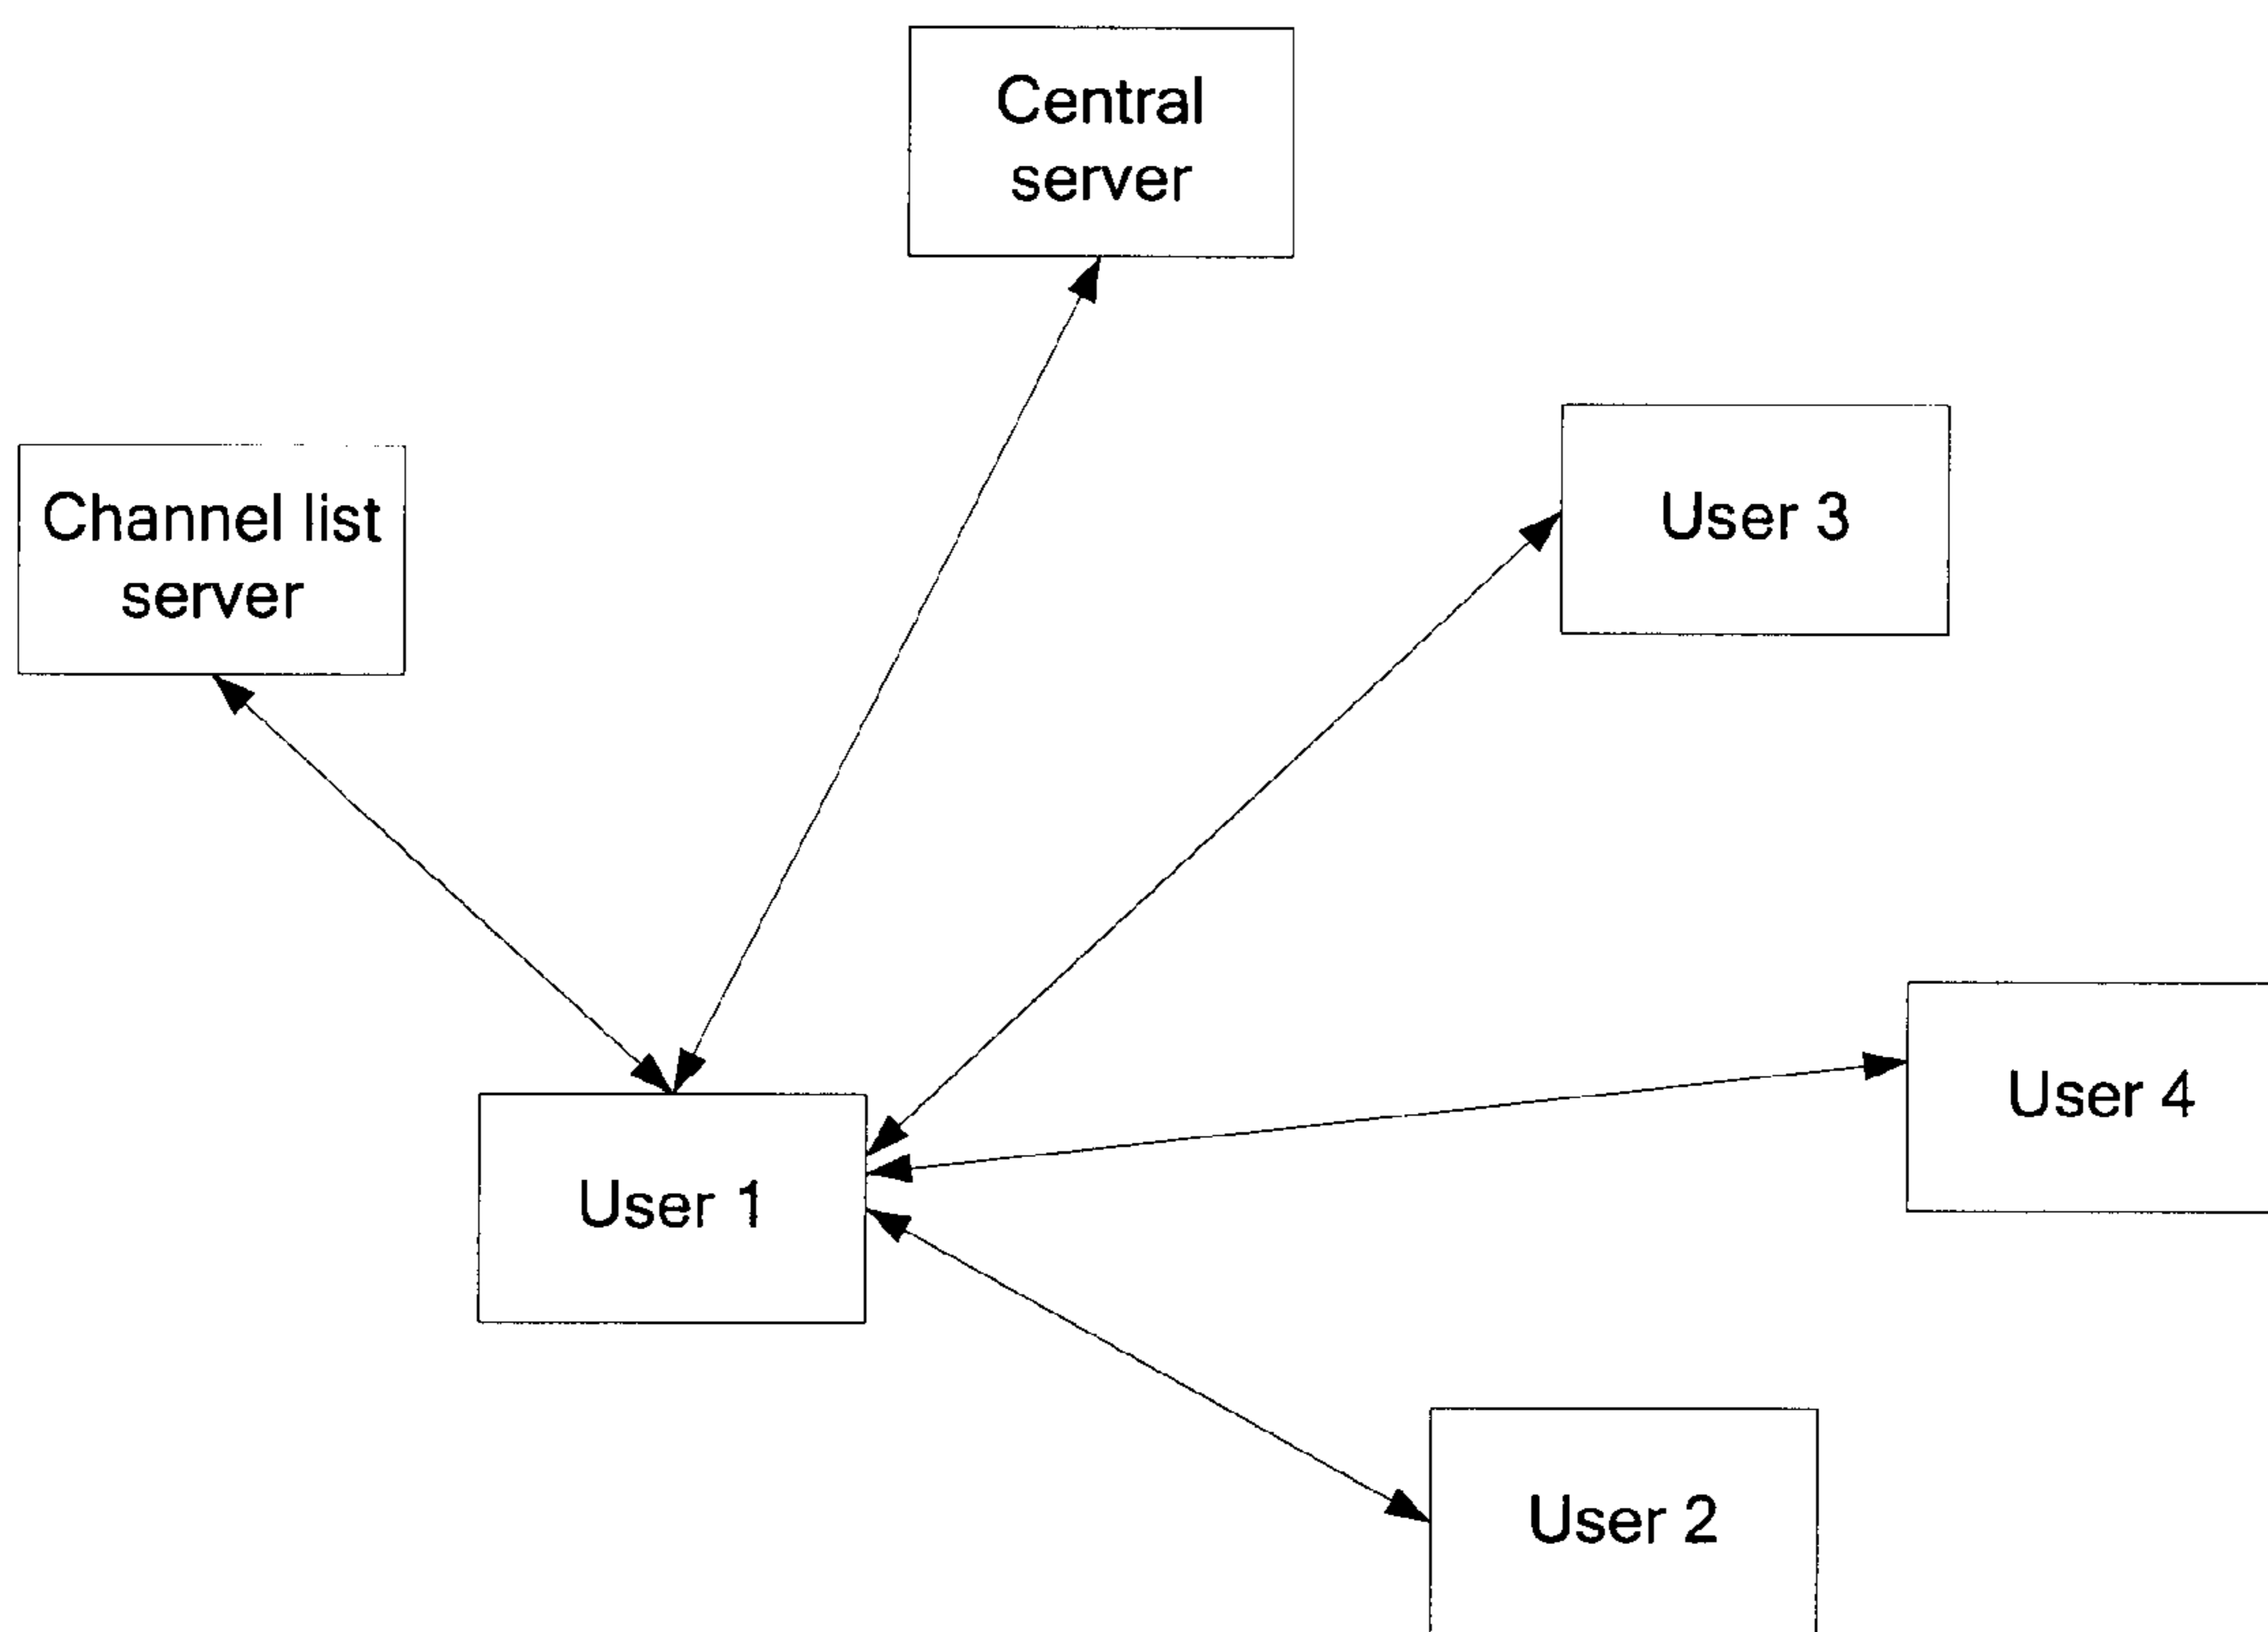 Central
server
Channel list
server
User 3
User 4
User 1
User 2